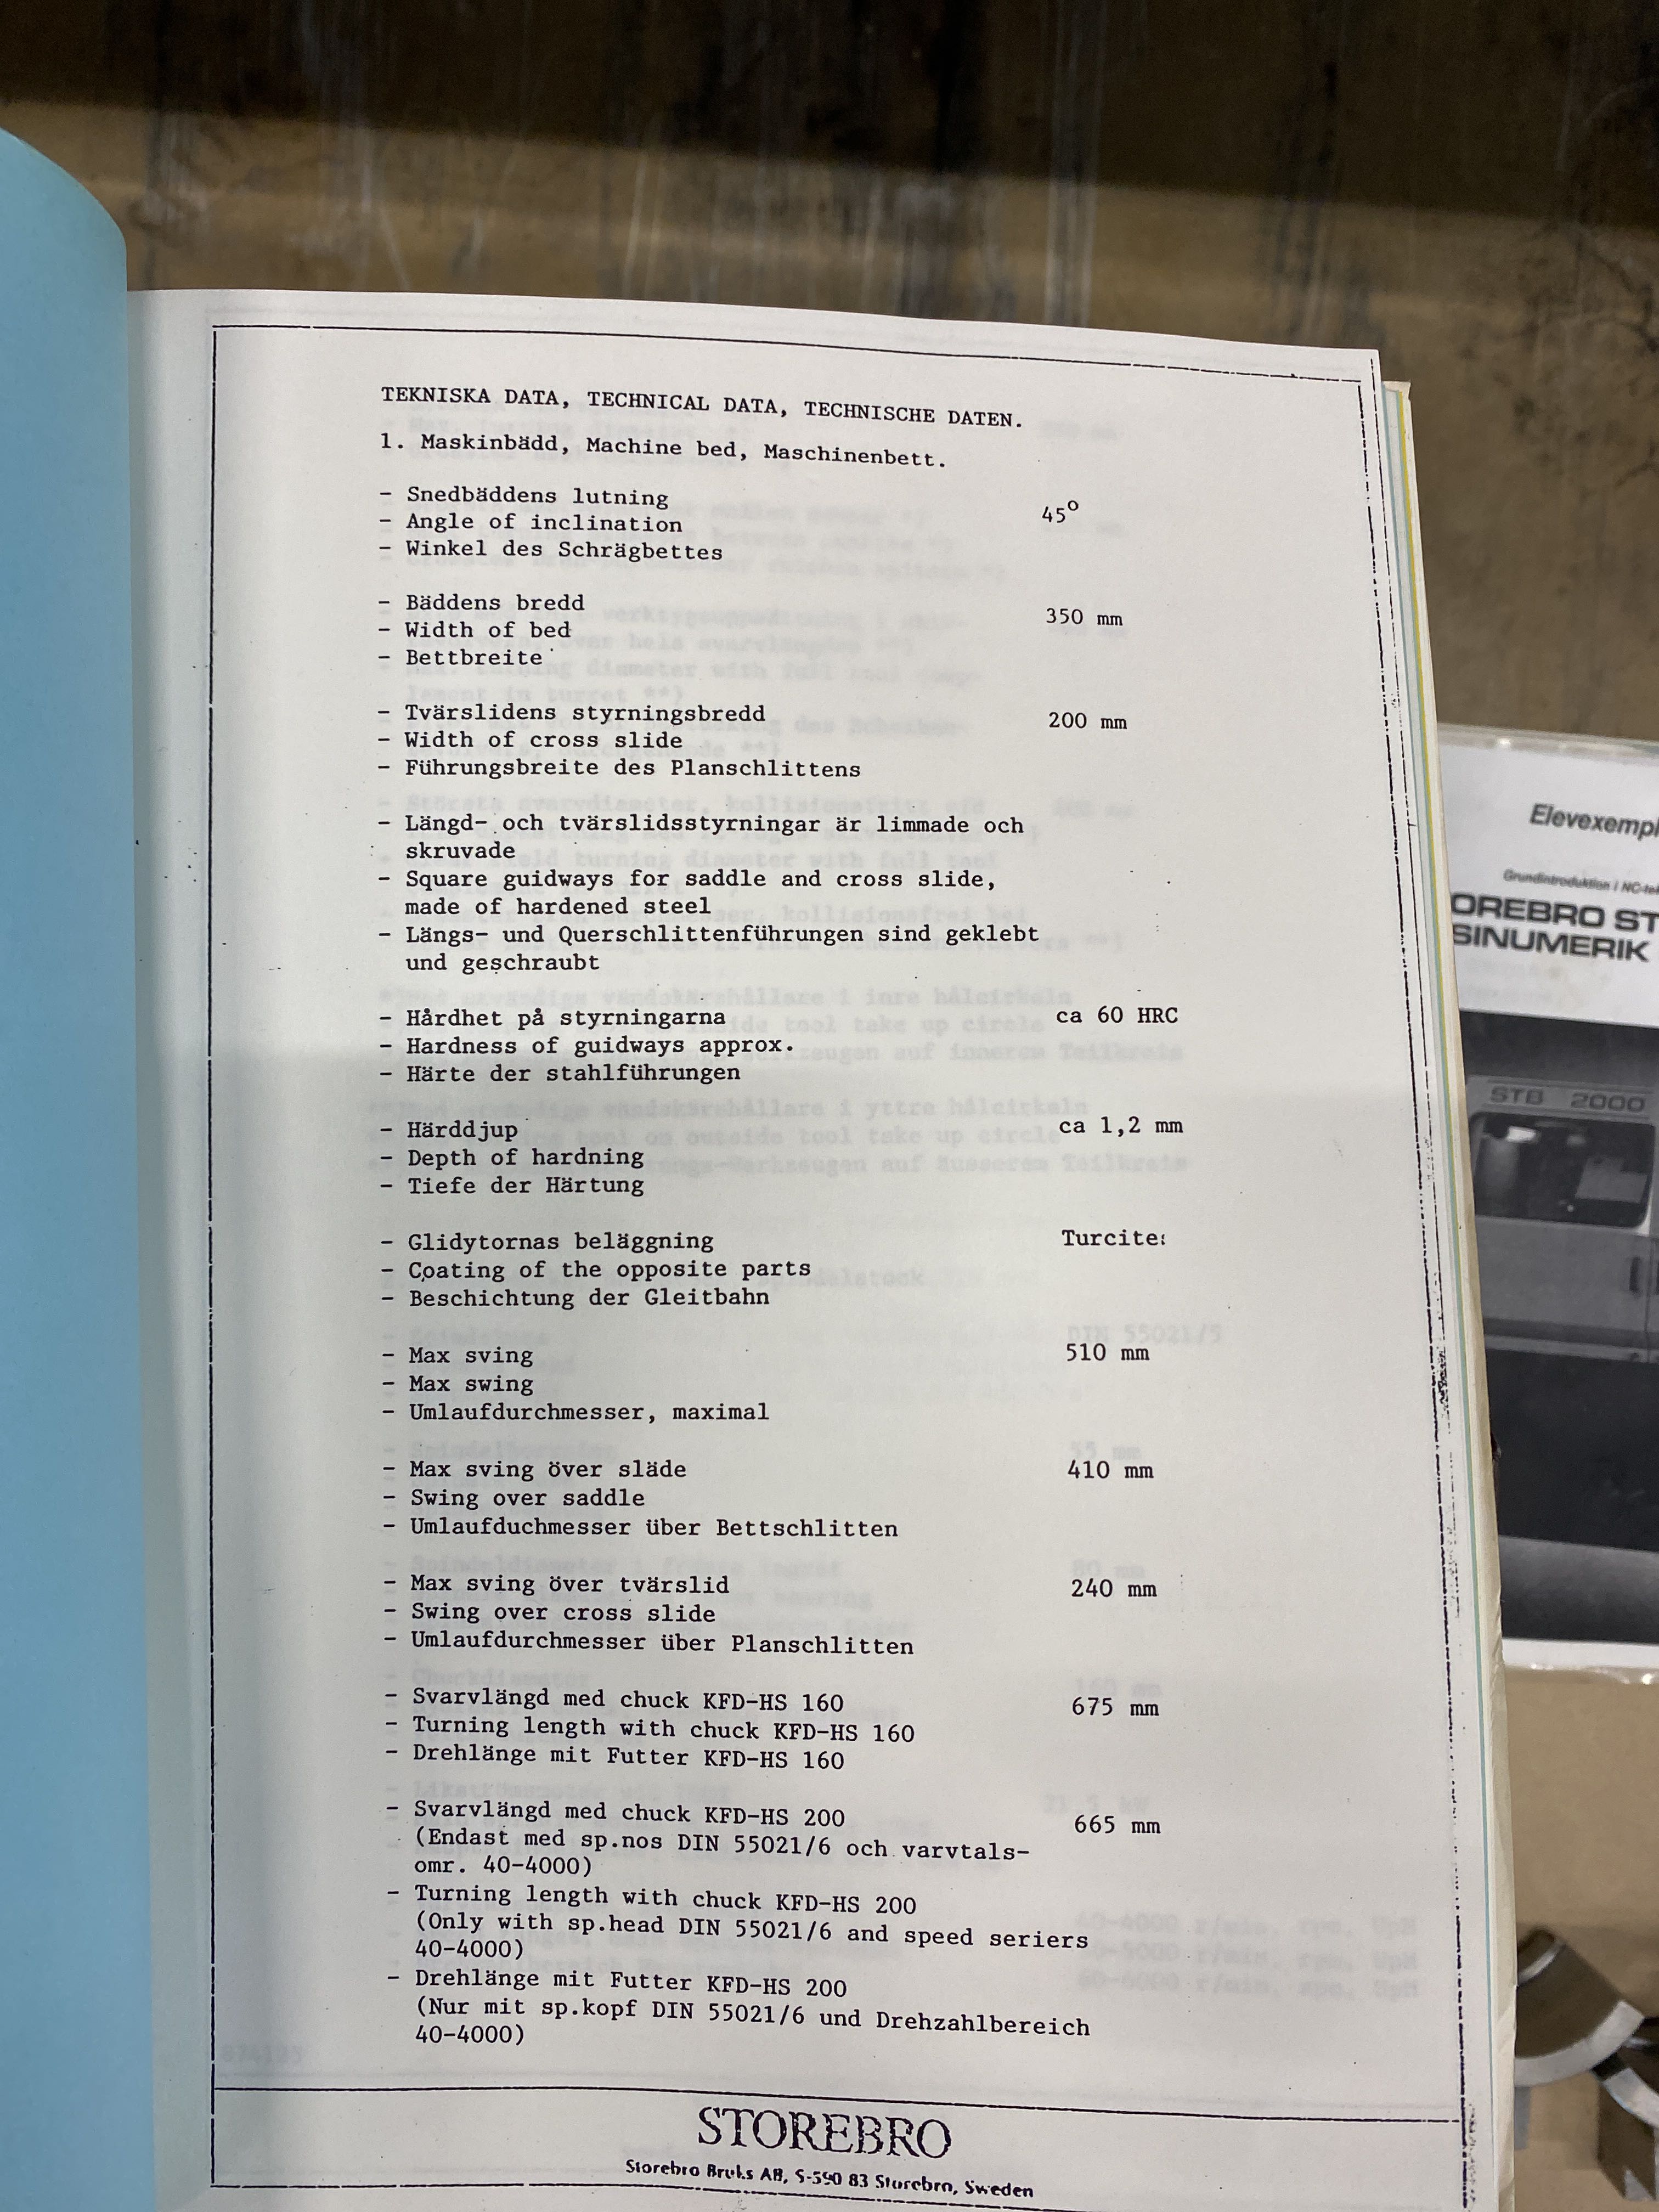 TEKNISKA DATA, TECHNICAL DATA, TECHNISCHE DATEN.
1. Maskinbädd, Machine bed, Maschinenbett.
- Snedbäddens lutning
- Angle of inclination 45°
- Winkel des Schrägbettes
- Bäddens bredd
- Width of bed 350 mm
- Bettbreite
- Tvärslidens styrningsbredd 200 mm
- Width of cross slide
- Führungsbreite des Planschlittens
- Längd- och tvärslidsstyrningar är limmade och
skruvade
- Square guidways for saddle and cross slide,
made of hardened steel
- Längs- und Querschlittenführungen sind geklebt
und geschraubt
- Hårdhet på styrningarna ca 60 HRC
- Hardness of guidways approx.
- Härte der stahlführungen
- Härddjup ca 1,2 mm
- Depth of hardning
- Tiefe der Härtung
- Glidytornas beläggning Turcite
- Coating of the opposite parts
- Beschichtung der Gleitbahn
- Max sving 510 mm
- Max swing
- Umlaufdurchmesser, maximal
- Max sving över släde 410 mm
- Swing over saddle
- Umlaufduchmesser über Bettschlitten
- Max sving över tvärslid 240 mm
- Swing over cross slide
- Umlaufdurchmesser über Planschlitten
- Svarvlängd med chuck KFD-HS 160 675 mm
- Turning length with chuck KFD-HS 160
- Drehlänge mit Futter KFD-HS 160
- Svarvlängd med chuck KFD-HS 200 665 mm
(Endast med sp.nos DIN 55021/6 och varvtals-
omr. 40-4000)
- Turning length with chuck KFD-HS 200
(Only with sp.head DIN 55021/6 and speed seriers
40-4000)
- Drehlänge mit Futter KFD-HS 200
(Nur mit sp.kopf DIN 55021/6 und Drehzahlbereich
40-4000)
STOREBRO
Storebro Bruks AB, S-590 83 Storebro, Sweden
Elevexempl
Grundintroduktion i NC-tek
OREBRO ST
SINUMERIK
STB 2000